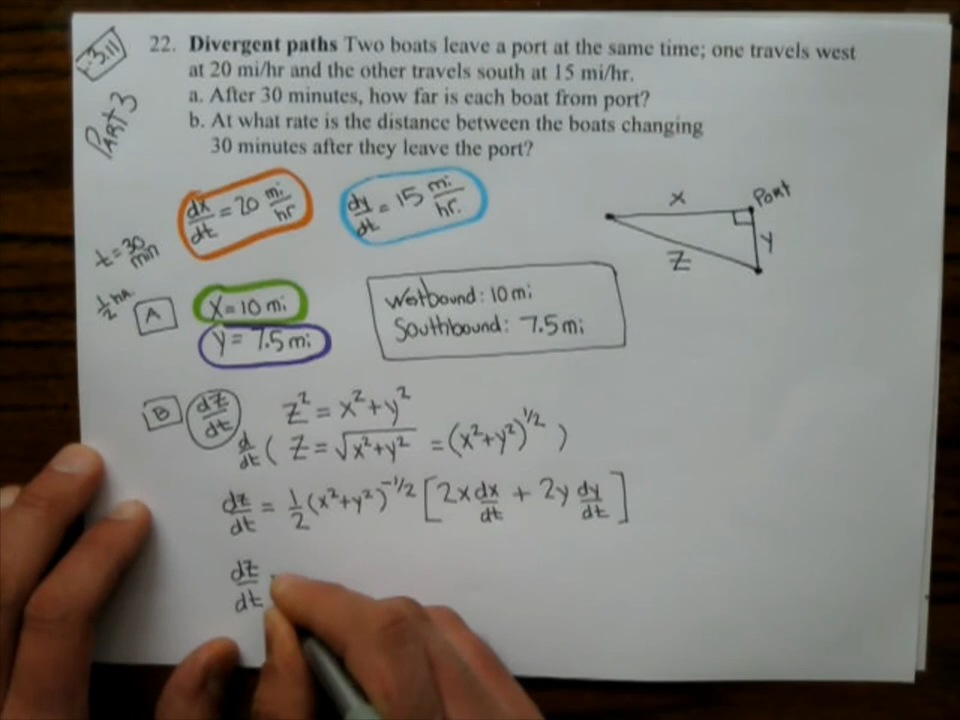 3.11
PART 3
22. Divergent paths Two boats leave a port at the same time; one travels west
at 20 mi/hr and the other travels south at 15 mi/hr.
a. After 30 minutes, how far is each boat from port?
b. At what rate is the distance between the boats changing
30 minutes after they leave the port?
dx/dt = 20 mi/hr
dy/dt = 15 mi/hr.
t = 30 min
1/2 hr.
X
Port
Y
Z
A
X = 10 mi
Y = 7.5 mi
Westbound: 10 mi
Southbound: 7.5 mi
B
dz/dt
z² = x² + y²
d/dt ( z = √x²+y² = (x²+y²)^1/2 )
dz/dt = 1/2 (x²+y²)^-1/2 [2x dx/dt + 2y dy/dt]
dz/dt